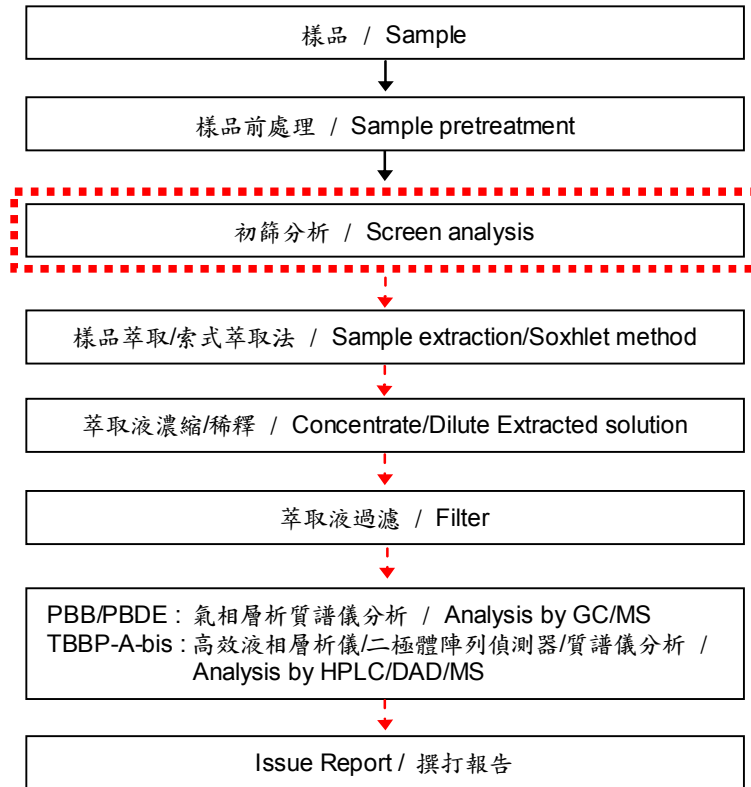 樣品 / Sample
樣品前處理 / Sample pretreatment
初篩分析 / Screen analysis
樣品萃取/索式萃取法 / Sample extraction/Soxhlet method
萃取液濃縮/稀釋 / Concentrate/Dilute Extracted solution
萃取液過濾 / Filter
PBB/PBDE : 氣相層析質譜儀分析 / Analysis by GC/MS
TBBP-A-bis : 高效液相層析儀/二極體陣列偵測器/質譜儀分析 /
Analysis by HPLC/DAD/MS
Issue Report / 撰打報告